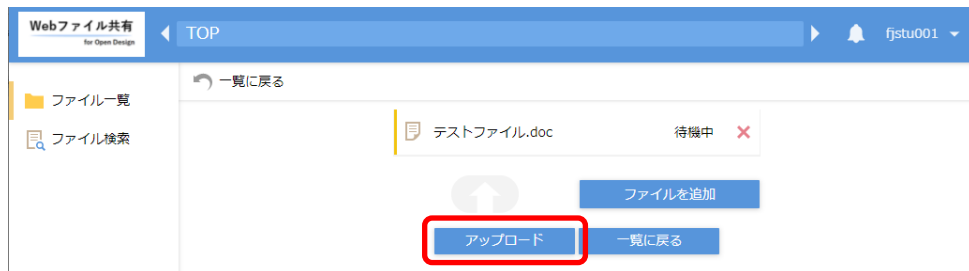 Webファイル共有
for Open Design
TOP
fjstu001
一覧に戻る
ファイル一覧
ファイル検索
テストファイル.doc 待機中
ファイルを追加
アップロード 一覧に戻る